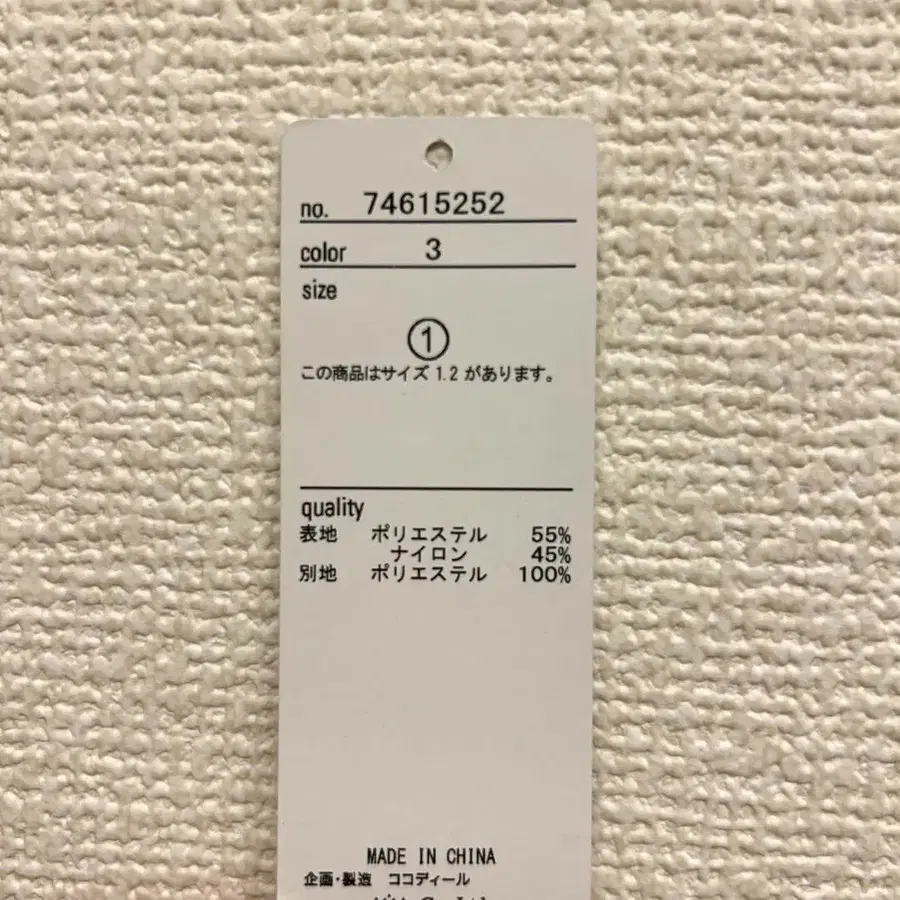 no. 74615252
color 3
size
①
この商品はサイズ 1.2 があります。
quality
表地 ポリエステル 55%
ナイロン 45%
別地 ポリエステル 100%
MADE IN CHINA
企画・製造 ココディール